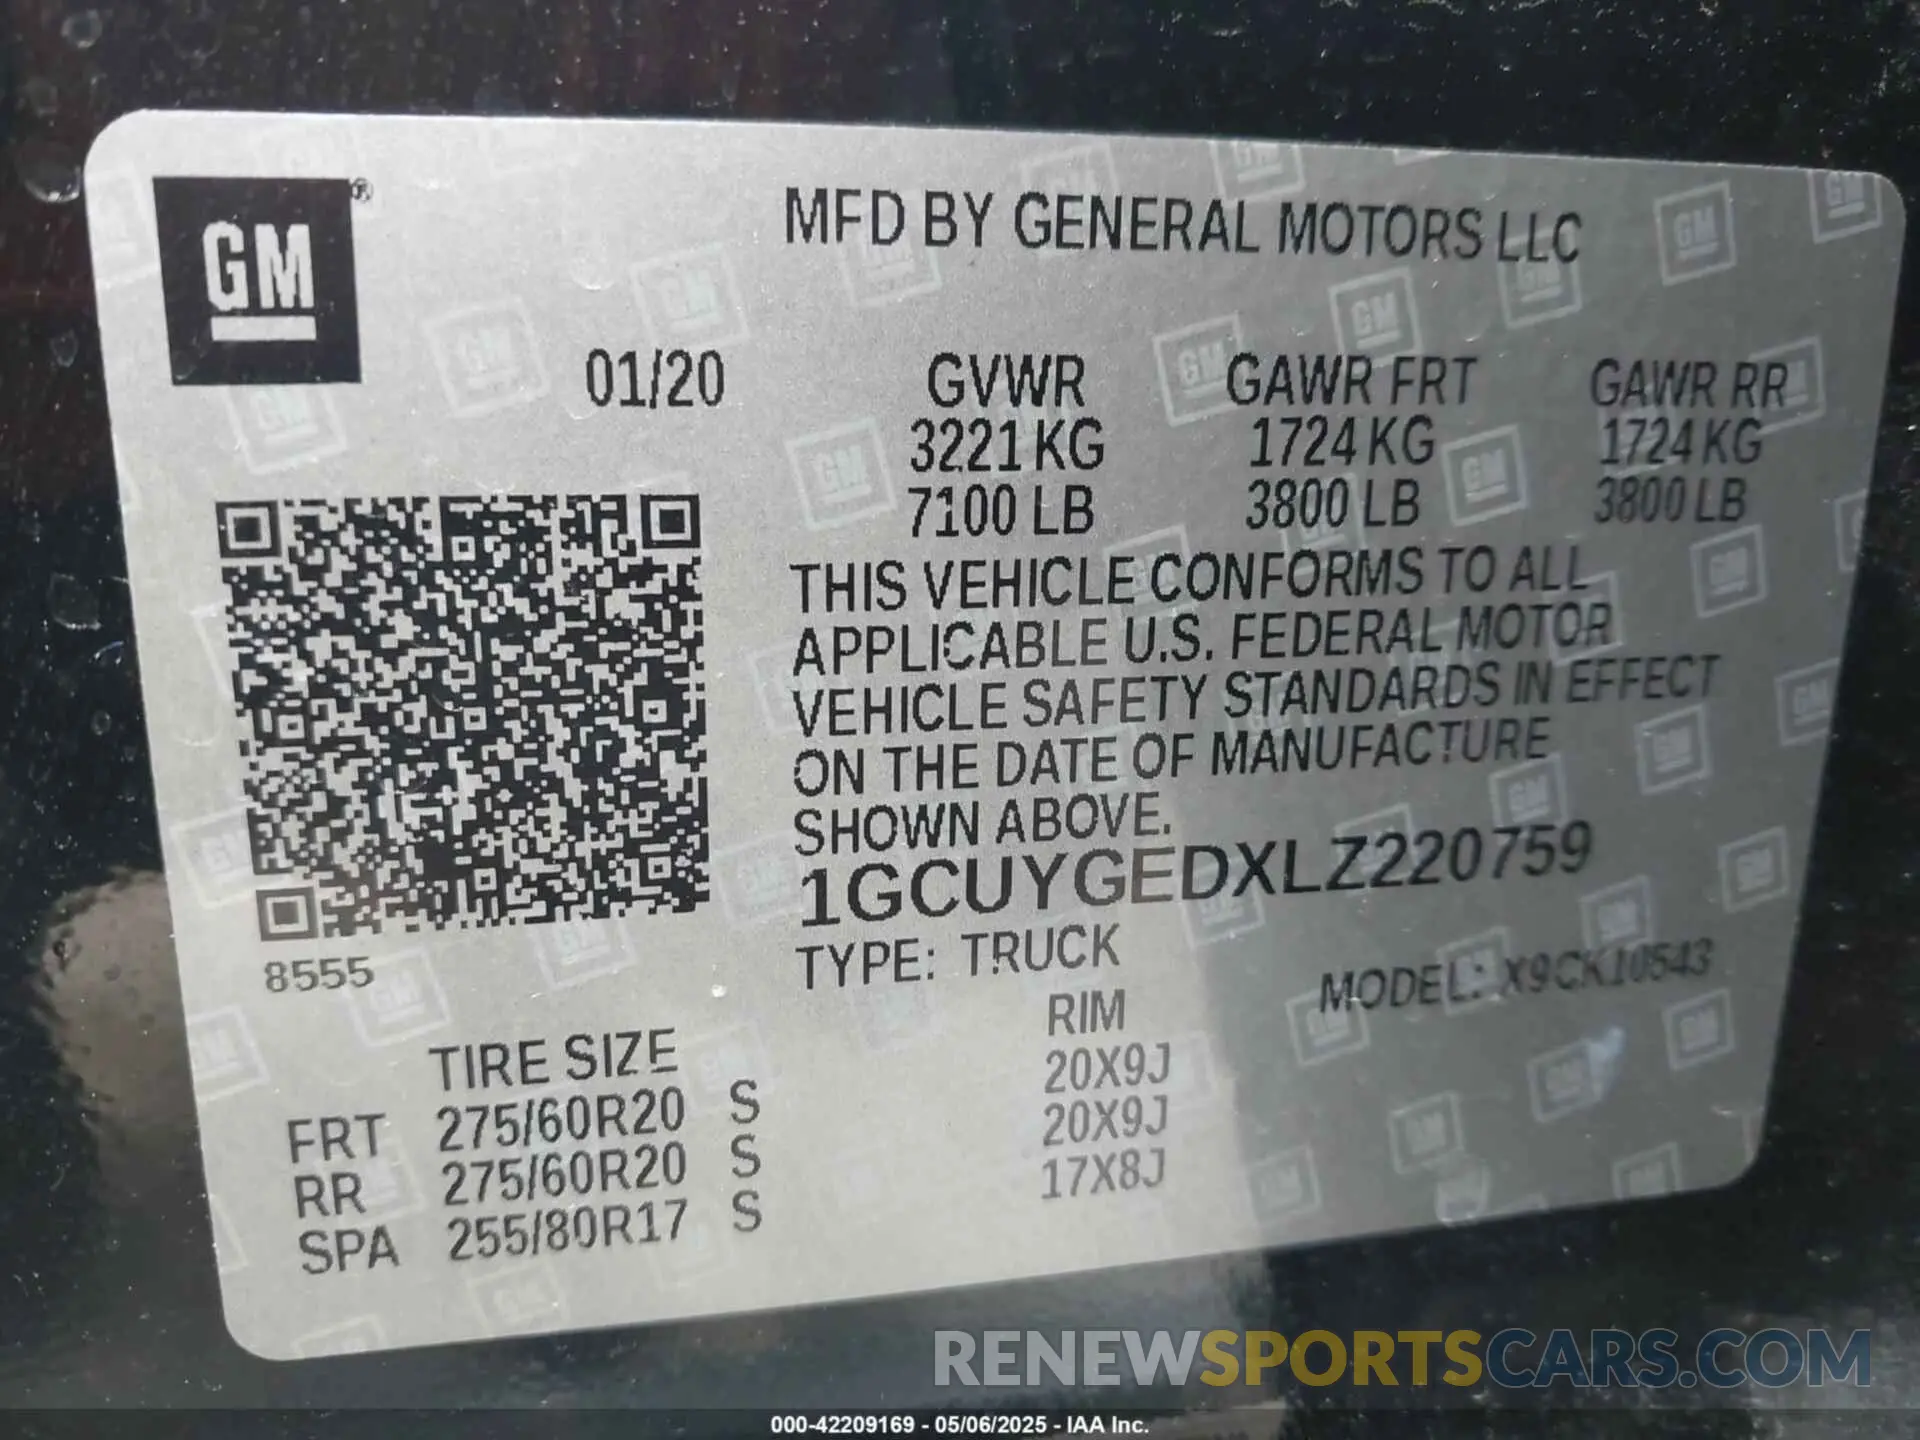 GM®
MFD BY GENERAL MOTORS LLC
01/20 GVWR GAWR FRT GAWR RR
3221 KG 1724 KG 1724 KG
7100 LB 3800 LB 3800 LB
THIS VEHICLE CONFORMS TO ALL
APPLICABLE U.S. FEDERAL MOTOR
VEHICLE SAFETY STANDARDS IN EFFECT
ON THE DATE OF MANUFACTURE
SHOWN ABOVE.
1GCUYGEDXLZ220759
8555
TYPE: TRUCK MODEL: X9CK10543
TIRE SIZE RIM
FRT 275/60R20 S 20X9J
RR 275/60R20 S 20X9J
SPA 255/80R17 S 17X8J
RENEWSPORTSCARS.COM
000-42209169 - 05/06/2025 - IAA Inc.